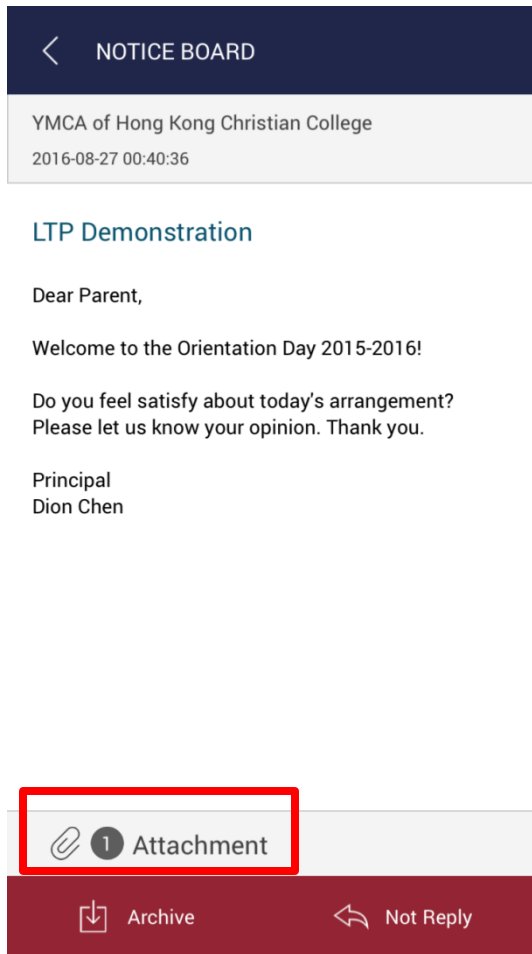 NOTICE BOARD
YMCA of Hong Kong Christian College
2016-08-27 00:40:36
LTP Demonstration
Dear Parent,
Welcome to the Orientation Day 2015-2016!
Do you feel satisfy about today's arrangement?
Please let us know your opinion. Thank you.
Principal
Dion Chen
1 Attachment
Archive
Not Reply